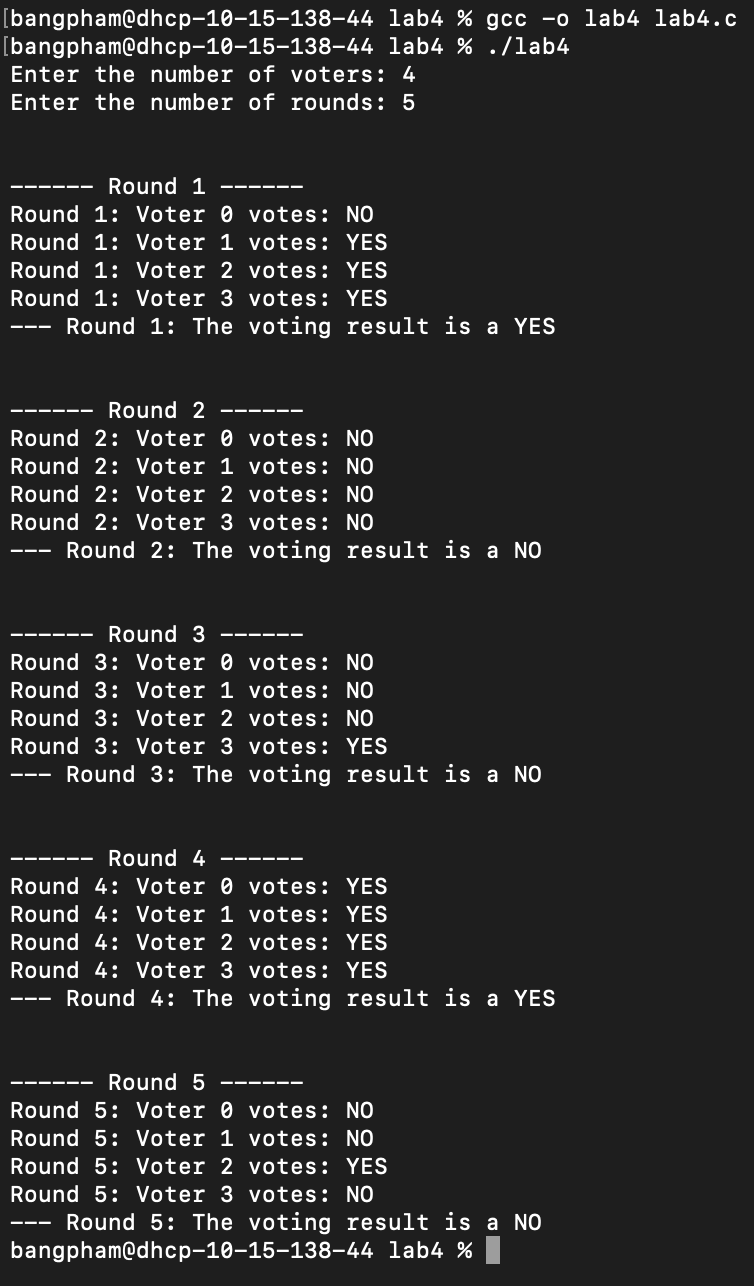 [bangpham@dhcp-10-15-138-44 lab4 % gcc -o lab4 lab4.c
[bangpham@dhcp-10-15-138-44 lab4 % ./lab4
Enter the number of voters: 4
Enter the number of rounds: 5
------ Round 1 ------
Round 1: Voter 0 votes: NO
Round 1: Voter 1 votes: YES
Round 1: Voter 2 votes: YES
Round 1: Voter 3 votes: YES
--- Round 1: The voting result is a YES
------ Round 2 ------
Round 2: Voter 0 votes: NO
Round 2: Voter 1 votes: NO
Round 2: Voter 2 votes: NO
Round 2: Voter 3 votes: NO
--- Round 2: The voting result is a NO
------ Round 3 ------
Round 3: Voter 0 votes: NO
Round 3: Voter 1 votes: NO
Round 3: Voter 2 votes: NO
Round 3: Voter 3 votes: YES
--- Round 3: The voting result is a NO
------ Round 4 ------
Round 4: Voter 0 votes: YES
Round 4: Voter 1 votes: YES
Round 4: Voter 2 votes: YES
Round 4: Voter 3 votes: YES
--- Round 4: The voting result is a YES
------ Round 5 ------
Round 5: Voter 0 votes: NO
Round 5: Voter 1 votes: NO
Round 5: Voter 2 votes: YES
Round 5: Voter 3 votes: NO
--- Round 5: The voting result is a NO
bangpham@dhcp-10-15-138-44 lab4 %